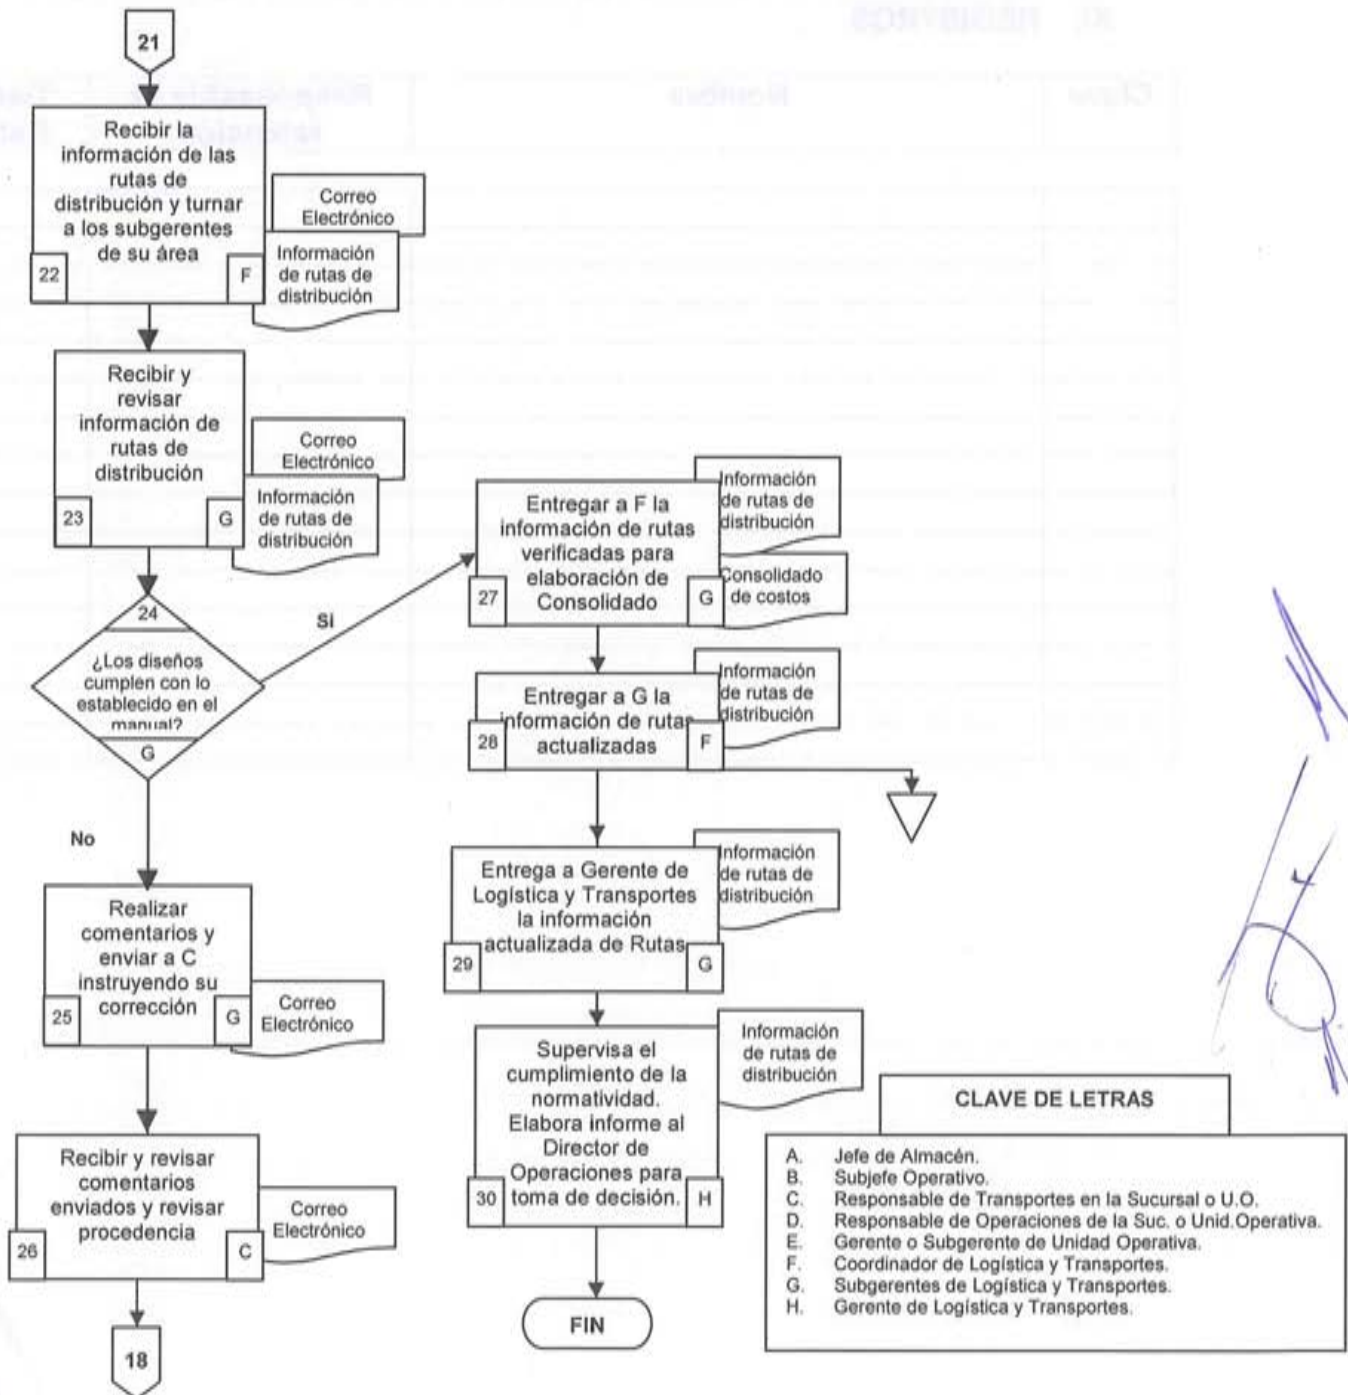 21
Recibir la
información de las
rutas de
distribución y turnar
a los subgerentes
de su área
22
F
Correo
Electrónico
Información
de rutas de
distribución
Recibir y
revisar
información de
rutas de
distribución
23
G
Correo
Electrónico
Información
de rutas de
distribución
24
¿Los diseños
cumplen con lo
establecido en el
manual?
G
Si
No
Realizar
comentarios y
enviar a C
instruyendo su
corrección
25
G
Correo
Electrónico
Recibir y revisar
comentarios
enviados y revisar
procedencia
26
C
Correo
Electrónico
18
Entregar a F la
información de rutas
verificadas para
elaboración de
Consolidado
27
G
Información
de rutas de
distribución
Consolidado
de costos
Entregar a G la
información de rutas
actualizadas
28
F
Información
de rutas de
distribución
Entrega a Gerente de
Logística y Transportes
la información
actualizada de Rutas
29
G
Información
de rutas de
distribución
Supervisa el
cumplimiento de la
normatividad.
Elabora informe al
Director de
Operaciones para
toma de decisión.
30
H
Información
de rutas de
distribución
FIN
CLAVE DE LETRAS
A. Jefe de Almacén.
B. Subjefe Operativo.
C. Responsable de Transportes en la Sucursal o U.O.
D. Responsable de Operaciones de la Suc. o Unid.Operativa.
E. Gerente o Subgerente de Unidad Operativa.
F. Coordinador de Logística y Transportes.
G. Subgerentes de Logística y Transportes.
H. Gerente de Logística y Transportes.